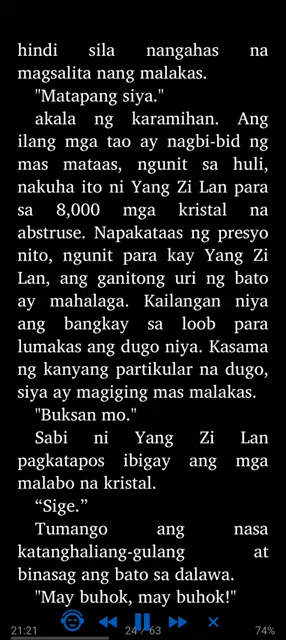 hindi sila nangahas na
magsalita nang malakas.
"Matapang siya."
akala ng karamihan. Ang
ilang mga tao ay nagbi-bid ng
mas mataas, ngunit sa huli,
nakuha ito ni Yang Zi Lan para
sa 8,000 mga kristal na
abstruse. Napakataas ng presyo
nito, ngunit para kay Yang Zi
Lan, ang ganitong uri ng bato
ay mahalaga. Kailangan niya
ang bangkay sa loob para
lumakas ang dugo niya. Kasama
ng kanyang partikular na dugo,
siya ay magiging mas malakas.
"Buksan mo."
Sabi ni Yang Zi Lan
pagkatapos ibigay ang mga
malabo na kristal.
“Sige.”
Tumango ang nasa
katanghaliang-gulang at
binasag ang bato sa dalawa.
"May buhok, may buhok!"
21:21 24 / 63 74%